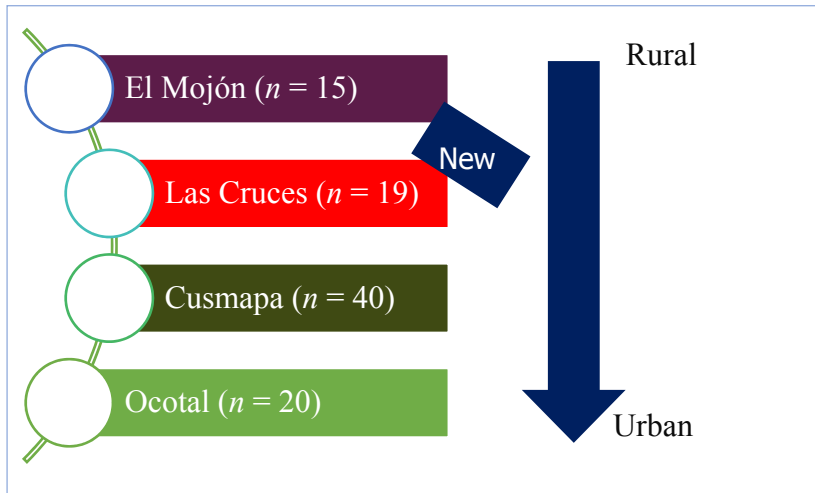 Rural
El Mojón (n = 15)
New
Las Cruces (n = 19)
Cusmapa (n = 40)
Ocotal (n = 20)
Urban